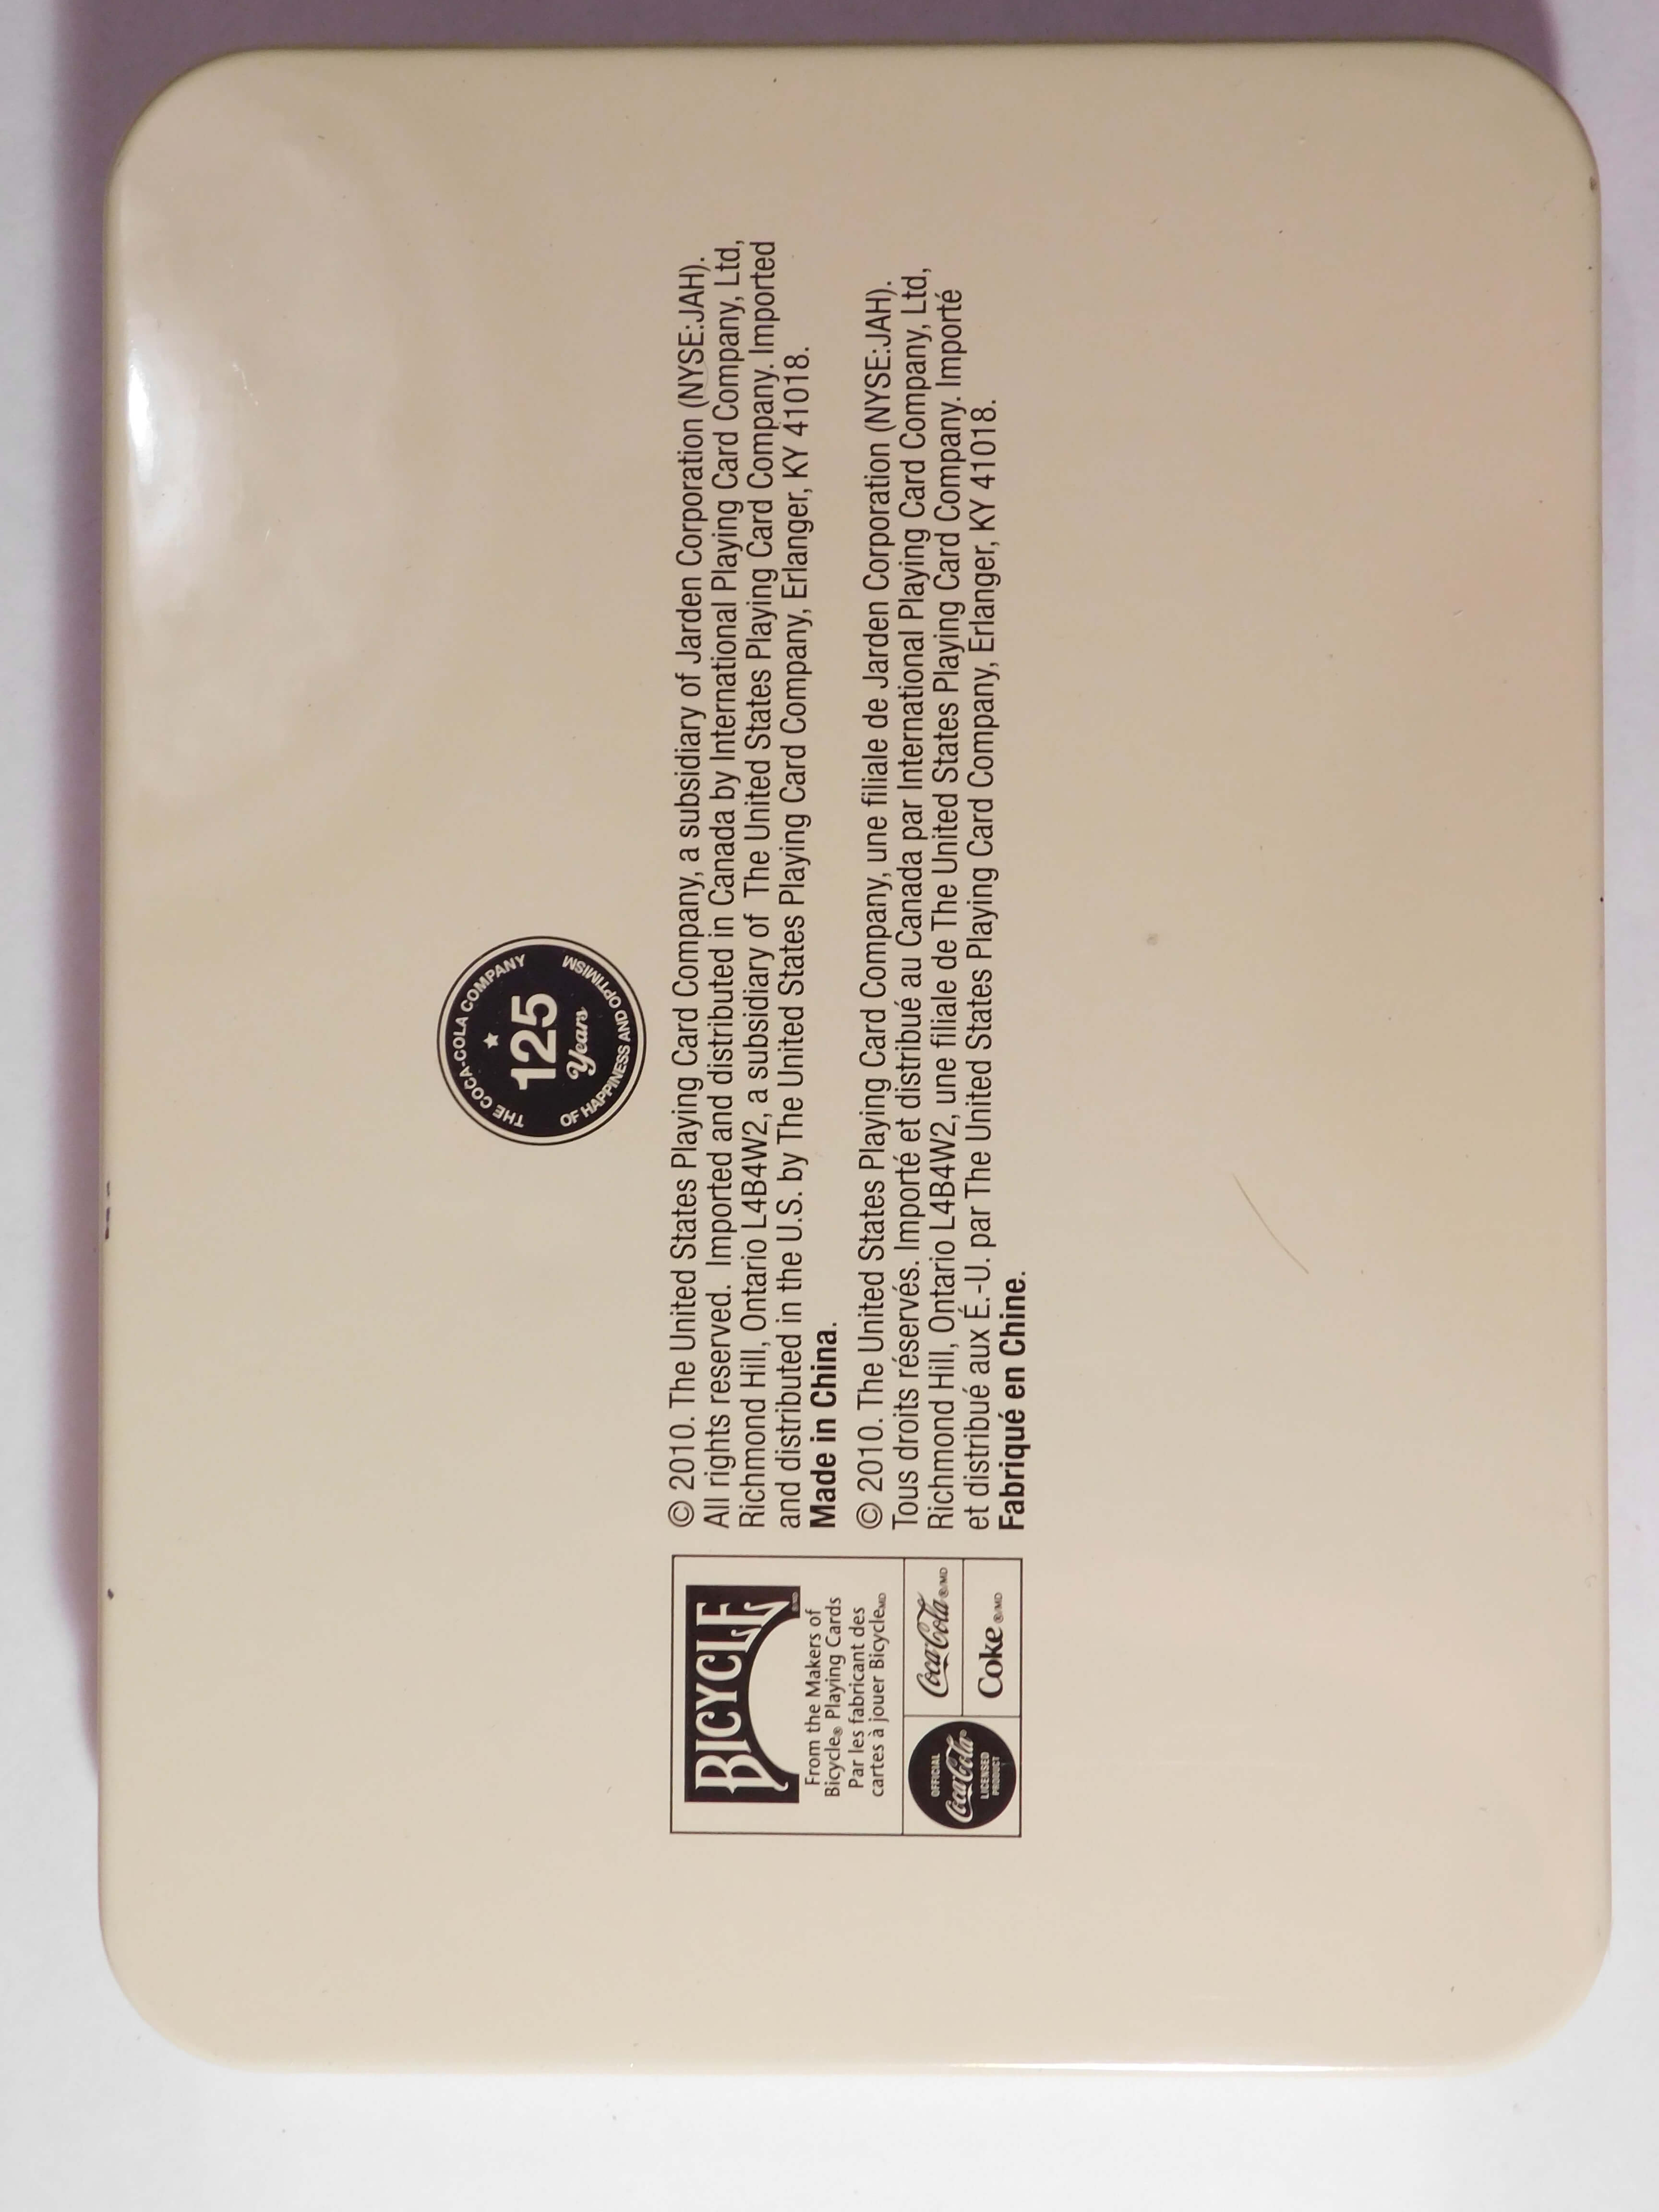 THE COCA-COLA COMPANY
125
Years
OF HAPPINESS AND OPTIMISM
© 2010. The United States Playing Card Company, a subsidiary of Jarden Corporation (NYSE:JAH).
All rights reserved. Imported and distributed in Canada by International Playing Card Company, Ltd,
Richmond Hill, Ontario L4B4W2, a subsidiary of The United States Playing Card Company. Imported
and distributed in the U.S. by The United States Playing Card Company, Erlanger, KY 41018.
Made in China.
© 2010. The United States Playing Card Company, une filiale de Jarden Corporation (NYSE:JAH).
Tous droits réservés. Importé et distribué au Canada par International Playing Card Company, Ltd,
Richmond Hill, Ontario L4B4W2, une filiale de The United States Playing Card Company. Importé
et distribué aux É.-U. par The United States Playing Card Company, Erlanger, KY 41018.
Fabriqué en Chine.
BICYCLE ®/MD
From the Makers of
Bicycle® Playing Cards
Par les fabricant des
cartes à jouer BicycleMD
OFFICIAL
Coca-Cola®
LICENSED
PRODUCT
Coca-Cola ®/MD
Coke ®/MD